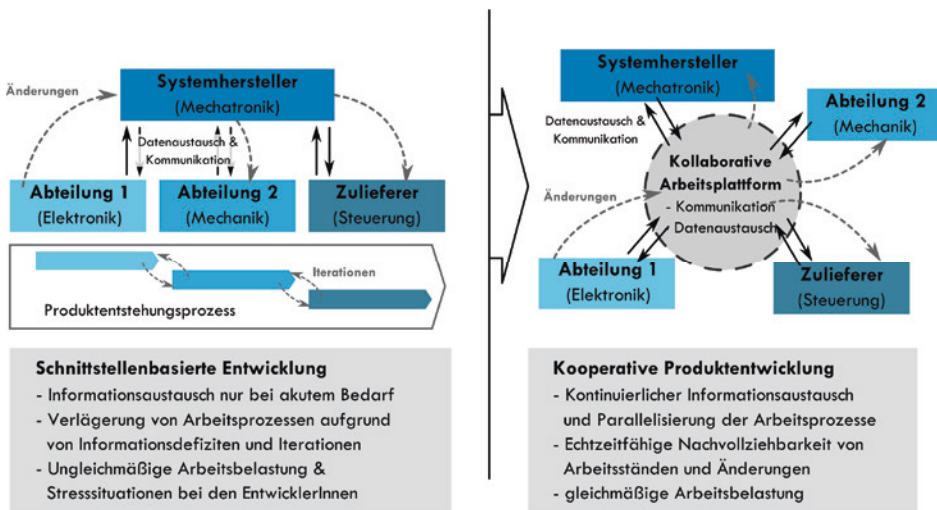 Systemhersteller
(Mechatronik)
Änderungen
Datenaustausch &
Kommunikation
Abteilung 1
(Elektronik)
Abteilung 2
(Mechanik)
Zulieferer
(Steuerung)
Iterationen
Produktentstehungsprozess
Schnittstellenbasierte Entwicklung
- Informationsaustausch nur bei akutem Bedarf
- Verlägerung von Arbeitsprozessen aufgrund
von Informationsdefiziten und Iterationen
- Ungleichmäßige Arbeitsbelastung &
Stresssituationen bei den EntwicklerInnen
Systemhersteller
(Mechatronik)
Abteilung 2
(Mechanik)
Datenaustausch &
Kommunikation
Kollaborative
Arbeitsplattform
- Kommunikation
Datenaustausch
Änderungen
Abteilung 1
(Elektronik)
Zulieferer
(Steuerung)
Kooperative Produktentwicklung
- Kontinuierlicher Informationsaustausch
und Parallelisierung der Arbeitsprozesse
- Echtzeitfähige Nachvollziehbarkeit von
Arbeitsständen und Änderungen
- gleichmäßige Arbeitsbelastung